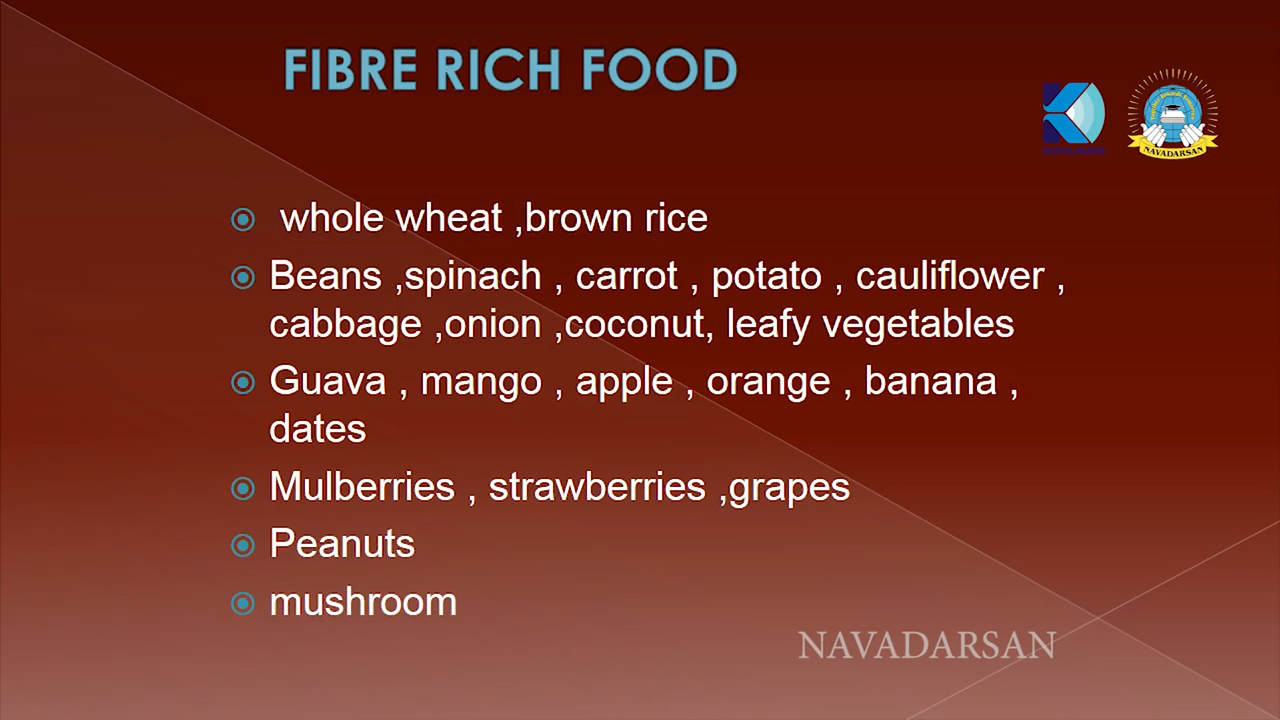 FIBRE RICH FOOD
NAVADARSAN
whole wheat ,brown rice
Beans ,spinach , carrot , potato , cauliflower ,
cabbage ,onion ,coconut, leafy vegetables
Guava , mango , apple , orange , banana ,
dates
Mulberries , strawberries ,grapes
Peanuts
mushroom
NAVADARSAN